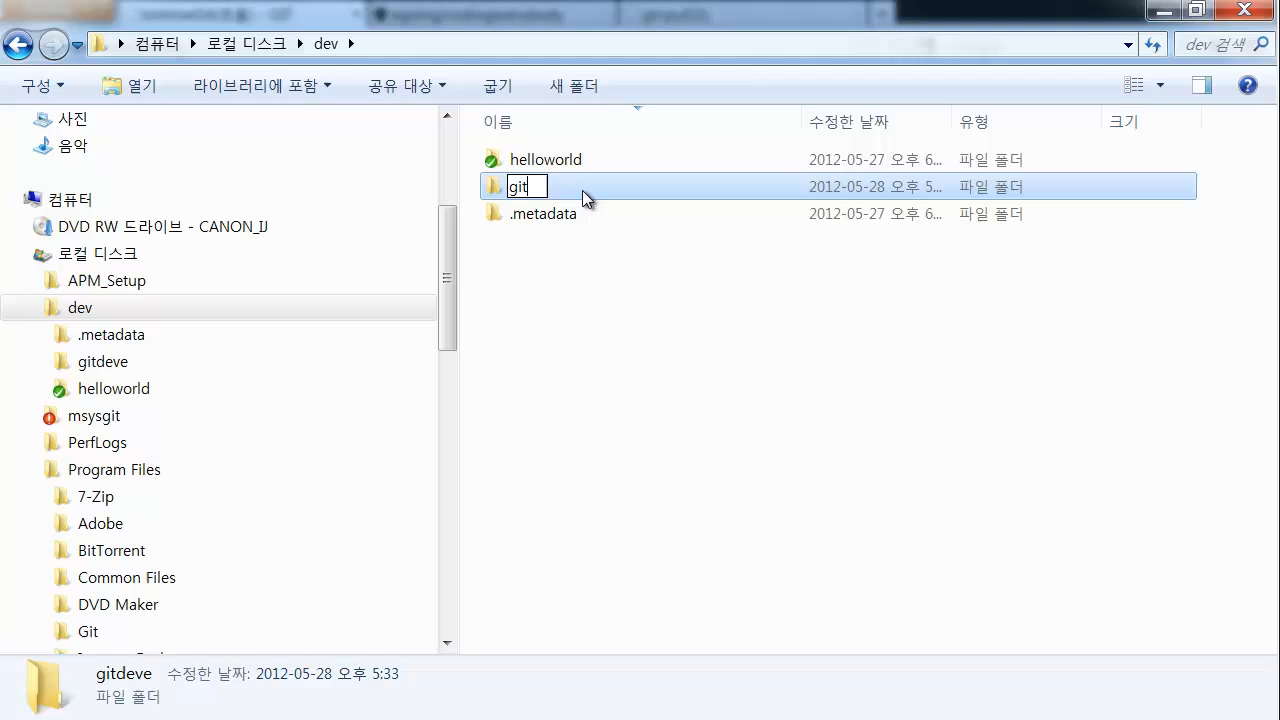 컴퓨터 로컬 디스크 dev
dev 검색
구성 열기 라이브러리에 포함 공유 대상 굽기 새 폴더
사진
음악
컴퓨터
DVD RW 드라이브 - CANON_IJ
로컬 디스크
APM_Setup
dev
.metadata
gitdeve
helloworld
msysgit
PerfLogs
Program Files
7-Zip
Adobe
BitTorrent
Common Files
DVD Maker
Git
이름 수정한 날짜 유형 크기
helloworld 2012-05-27 오후 6... 파일 폴더
git 2012-05-28 오후 5... 파일 폴더
.metadata 2012-05-27 오후 6... 파일 폴더
gitdeve 수정한 날짜: 2012-05-28 오후 5:33
파일 폴더